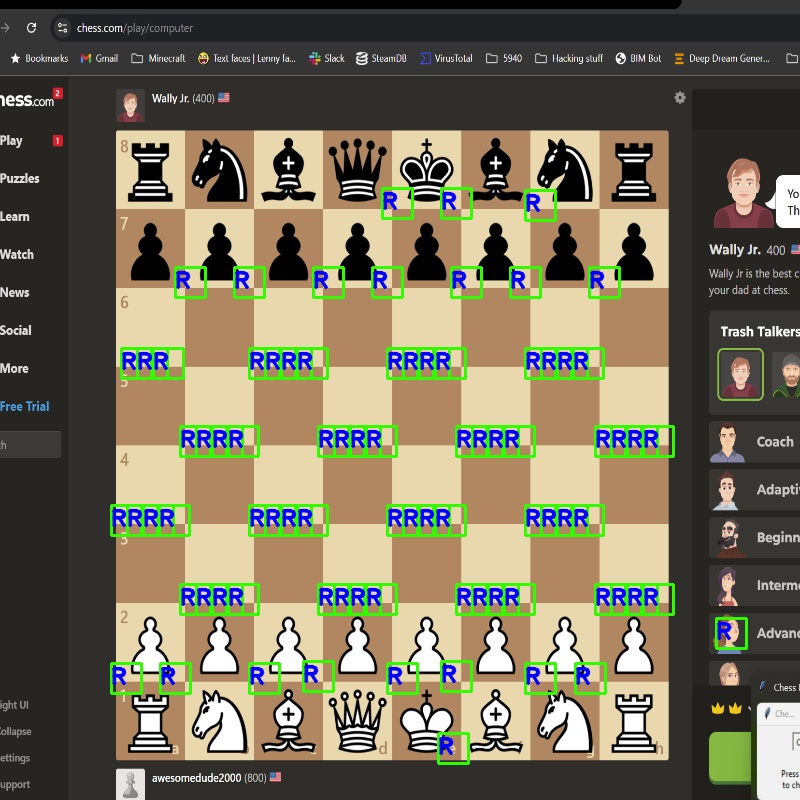 chess.com/play/computer
Bookmarks Gmail Minecraft Text faces | Lenny fa... Slack SteamDB VirusTotal 5940 Hacking stuff BIM Bot Deep Dream Gener...
hess.com 2
Wally Jr. (400)
Play 1
Puzzles
Learn
Watch
News
Social
More
Free Trial
ch
ight UI
ollapse
ettings
upport
8
R R R
7
R R R R R R R
6
RRR RRRR RRRR RRRR
5
RRRR RRRR RRRR RRRR
4
RRRR RRRR RRRR RRRR
3
RRRR RRRR RRRR RRRR
2
R R R R R R R R
1
R
a d e g h
awesomedude2000 (800)
Yo
Th
Wally Jr. 400
Wally Jr is the best c
your dad at chess.
Trash Talkers
Coach
Adapti
Beginn
Interme
R Advanc
Chess
Che...
Press
to ch